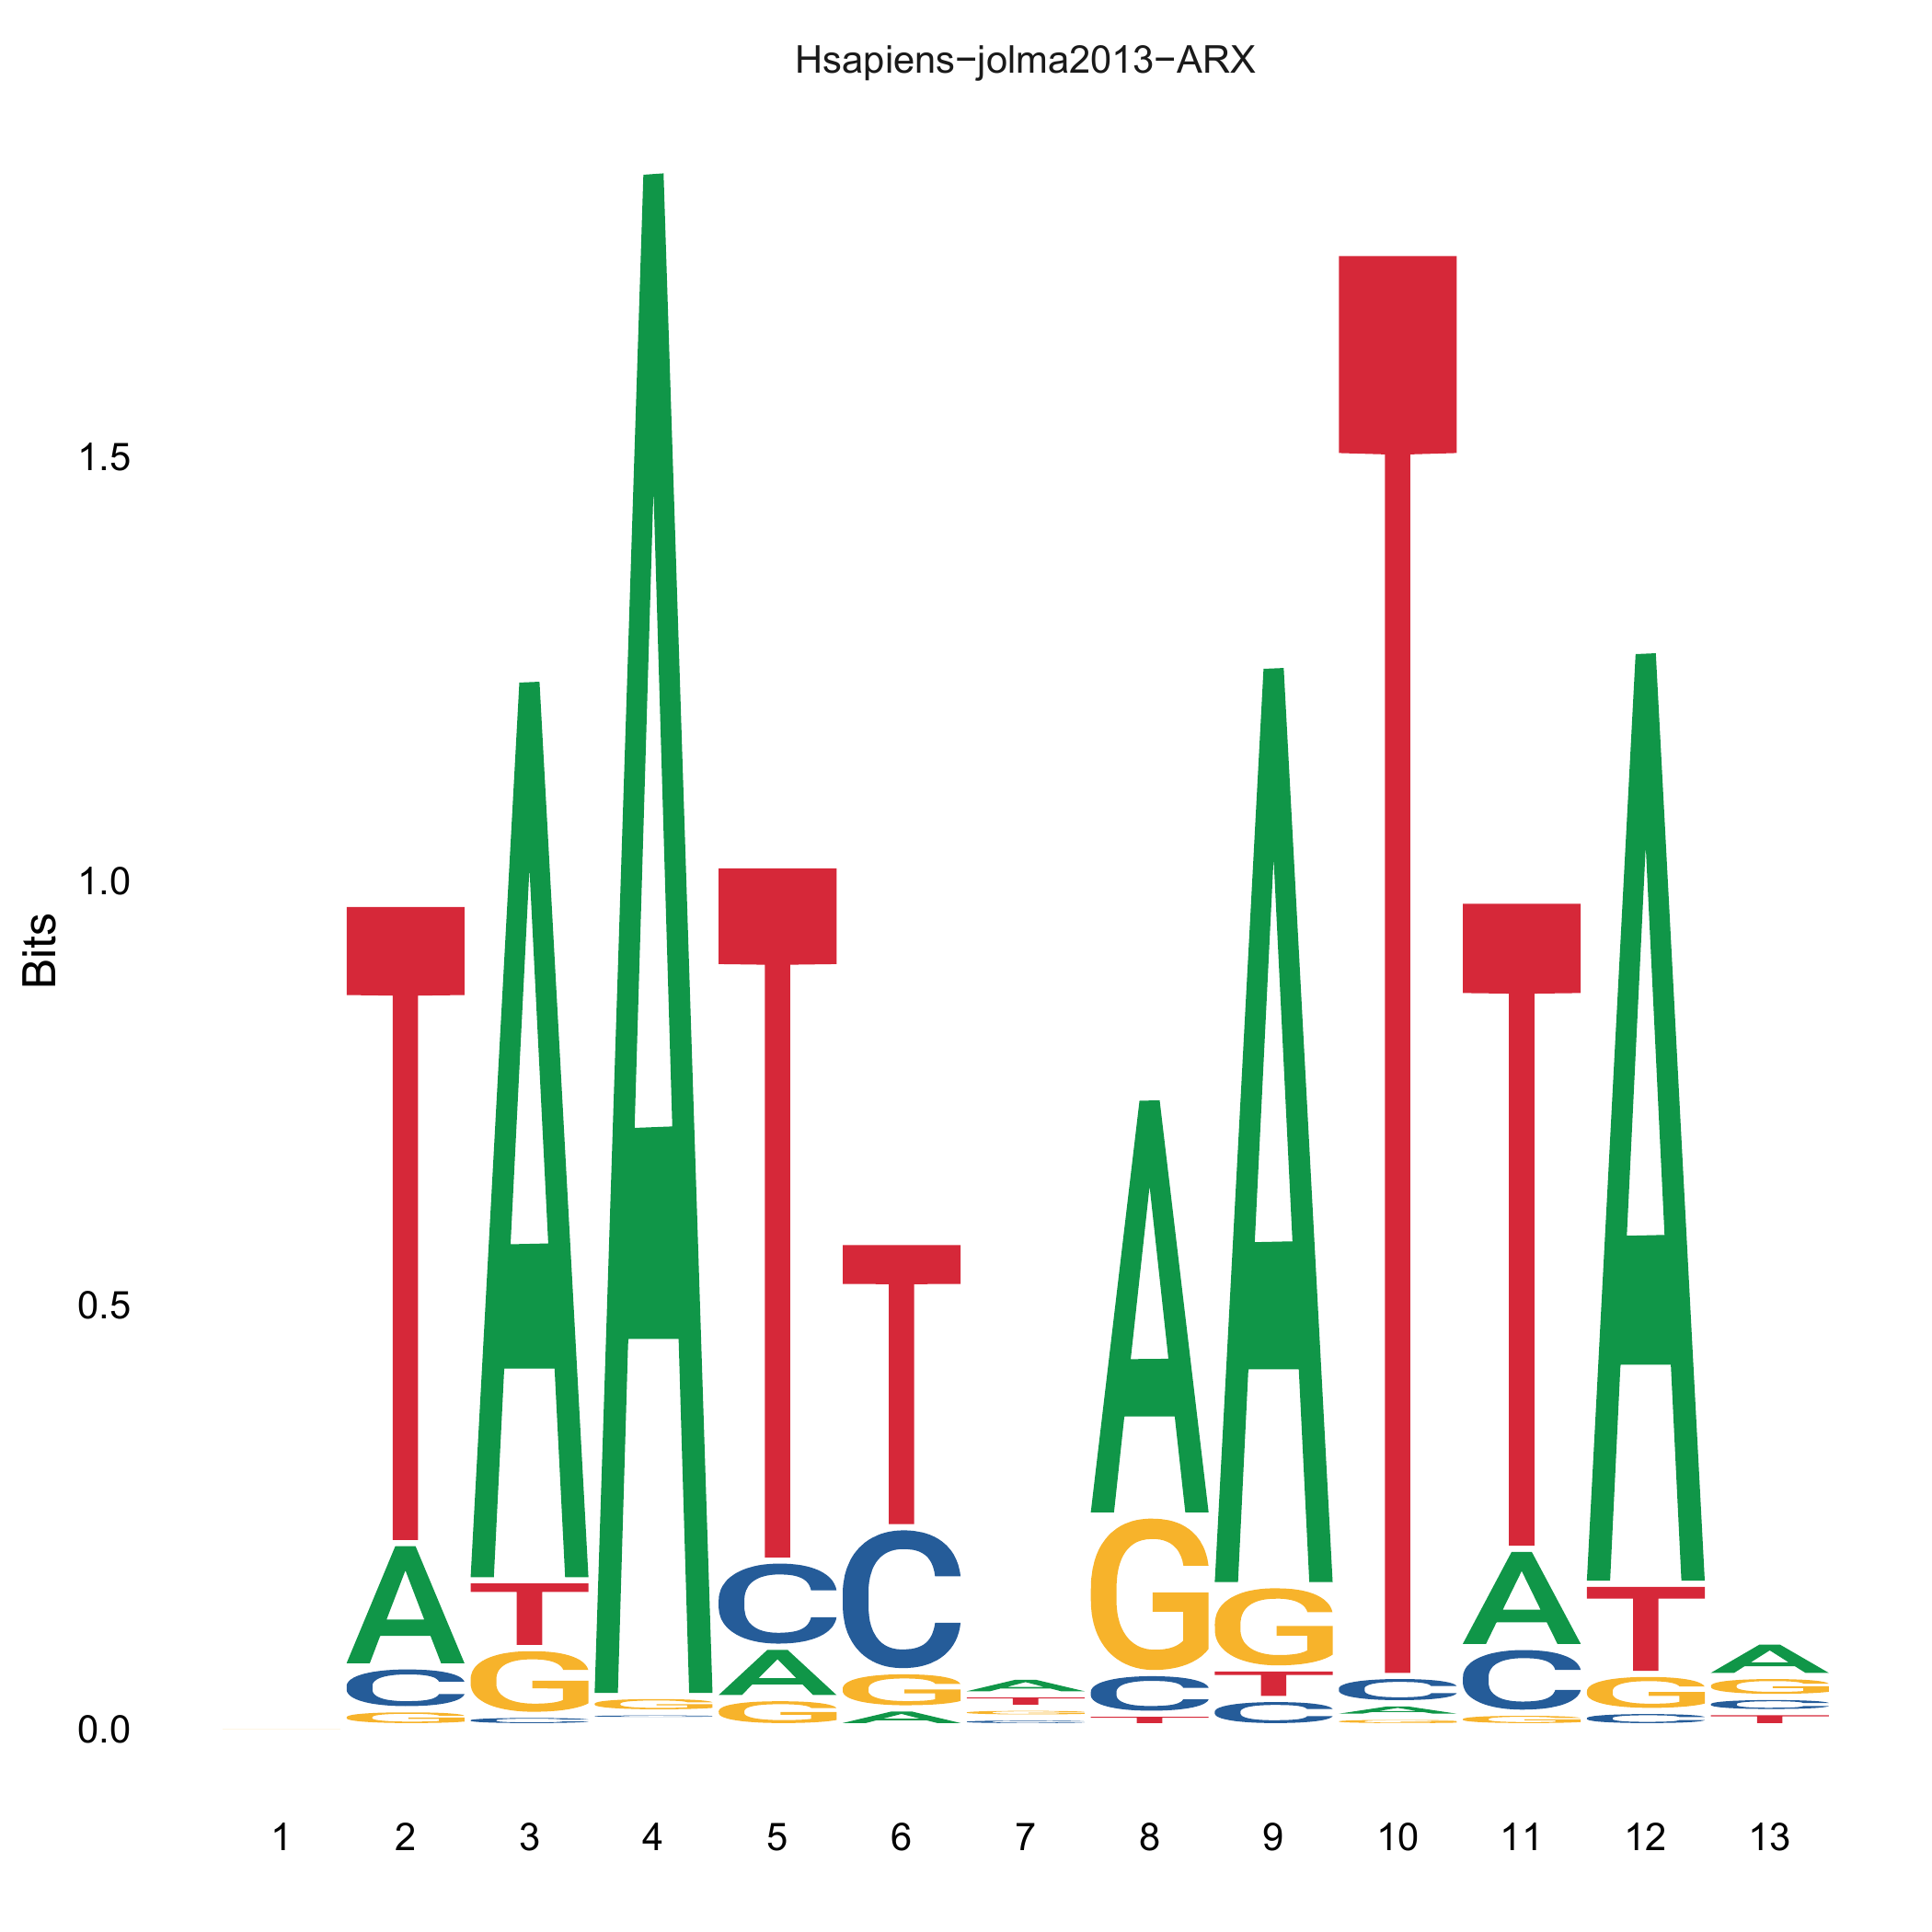 Hsapiens−jolma2013−ARX
Bits
1.5
1.0
0.5
0.0
T A A T T A A A T T A A
A T G C C T G G C A T G
C G C A G G C T A C G C
G G A T C G G C T
1 2 3 4 5 6 7 8 9 10 11 12 13